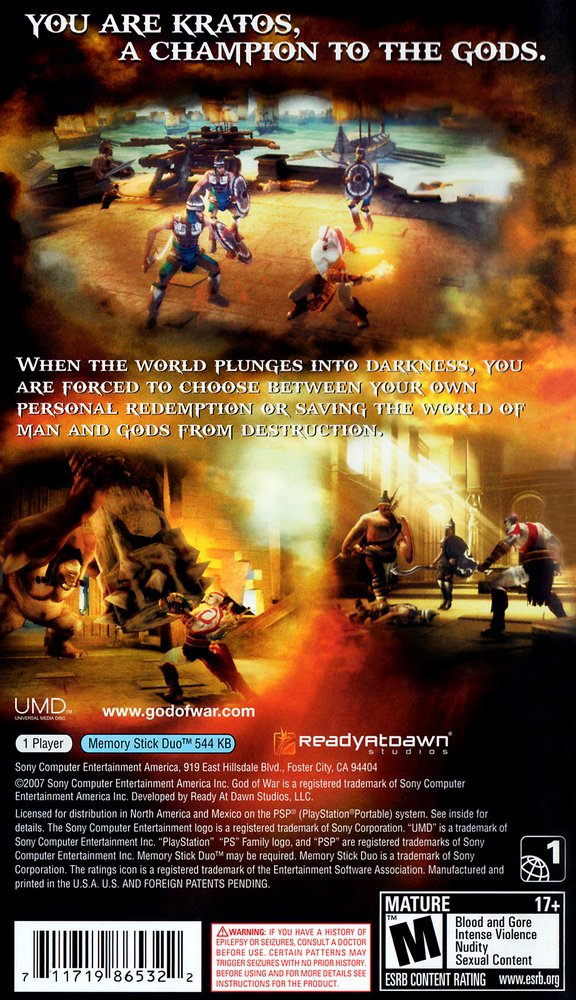 YOU ARE KRATOS,
A CHAMPION TO THE GODS.
WHEN THE WORLD PLUNGES INTO DARKNESS, YOU
ARE FORCED TO CHOOSE BETWEEN YOUR OWN
PERSONAL REDEMPTION OR SAVING THE WORLD OF
MAN AND GODS FROM DESTRUCTION.
UMD™
UNIVERSAL MEDIA DISC
www.godofwar.com
1 Player
Memory Stick Duo™ 544 KB
READYATDAWN®
studios
Sony Computer Entertainment America, 919 East Hillsdale Blvd., Foster City, CA 94404
©2007 Sony Computer Entertainment America Inc. God of War is a registered trademark of Sony Computer
Entertainment America Inc. Developed by Ready At Dawn Studios, LLC.
Licensed for distribution in North America and Mexico on the PSP® (PlayStation®Portable) system. See inside for
details. The Sony Computer Entertainment logo is a registered trademark of Sony Corporation. “UMD” is a trademark of
Sony Computer Entertainment Inc. “PlayStation” “PS” Family logo, and “PSP” are registered trademarks of Sony
Computer Entertainment Inc. Memory Stick Duo™ may be required. Memory Stick Duo is a trademark of Sony
Corporation. The ratings icon is a registered trademark of the Entertainment Software Association. Manufactured and
printed in the U.S.A. U.S. AND FOREIGN PATENTS PENDING.
1
7 11719 86532 2
WARNING: IF YOU HAVE A HISTORY OF
EPILEPSY OR SEIZURES, CONSULT A DOCTOR
BEFORE USE. CERTAIN PATTERNS MAY
TRIGGER SEIZURES WITH NO PRIOR HISTORY.
BEFORE USING AND FOR MORE DETAILS SEE
INSTRUCTIONS FOR THE PRODUCT.
MATURE 17+
TM
M
Blood and Gore
Intense Violence
Nudity
Sexual Content
ESRB CONTENT RATING www.esrb.org